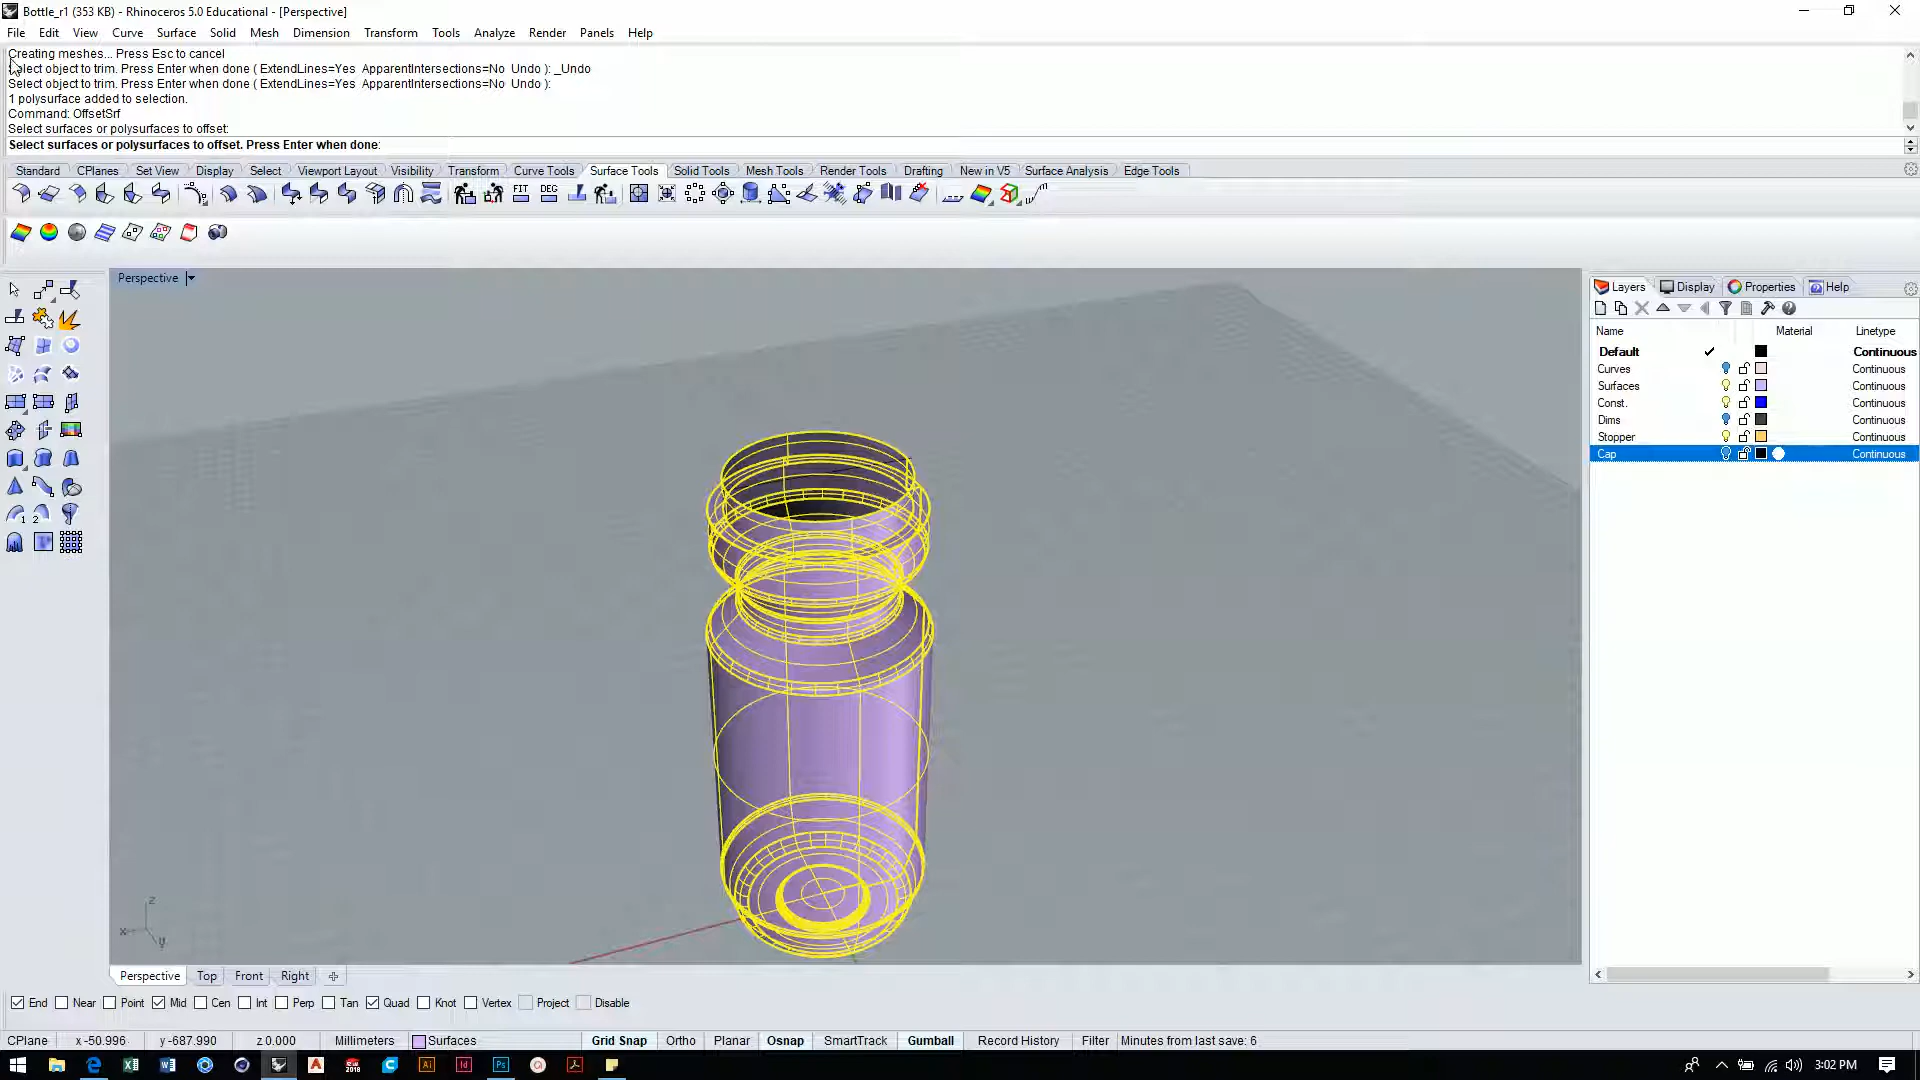 Bottle_r1 (353 KB) - Rhinoceros 5.0 Educational - [Perspective]
File Edit View Curve Surface Solid Mesh Dimension Transform Tools Analyze Render Panels Help
Creating meshes... Press Esc to cancel
Select object to trim. Press Enter when done ( ExtendLines=Yes ApparentIntersections=No Undo ): _Undo
Select object to trim. Press Enter when done ( ExtendLines=Yes ApparentIntersections=No Undo ):
1 polysurface added to selection.
Command: OffsetSrf
Select surfaces or polysurfaces to offset:
Select surfaces or polysurfaces to offset. Press Enter when done:
Standard CPlanes Set View Display Select Viewport Layout Visibility Transform Curve Tools Surface Tools Solid Tools Mesh Tools Render Tools Drafting New in V5 Surface Analysis Edge Tools
FIT DEG
Perspective
Layers Display Properties Help
Name Material Linetype
Default Continuous
Curves Continuous
Surfaces Continuous
Const. Continuous
Dims Continuous
Stopper Continuous
Cap Continuous
1 2
z
x y
Perspective Top Front Right
End Near Point Mid Cen Int Perp Tan Quad Knot Vertex Project Disable
CPlane x -50.996 y -687.990 z 0.000 Millimeters Surfaces Grid Snap Ortho Planar Osnap SmartTrack Gumball Record History Filter Minutes from last save: 6
Ai Id Ps 3:02 PM